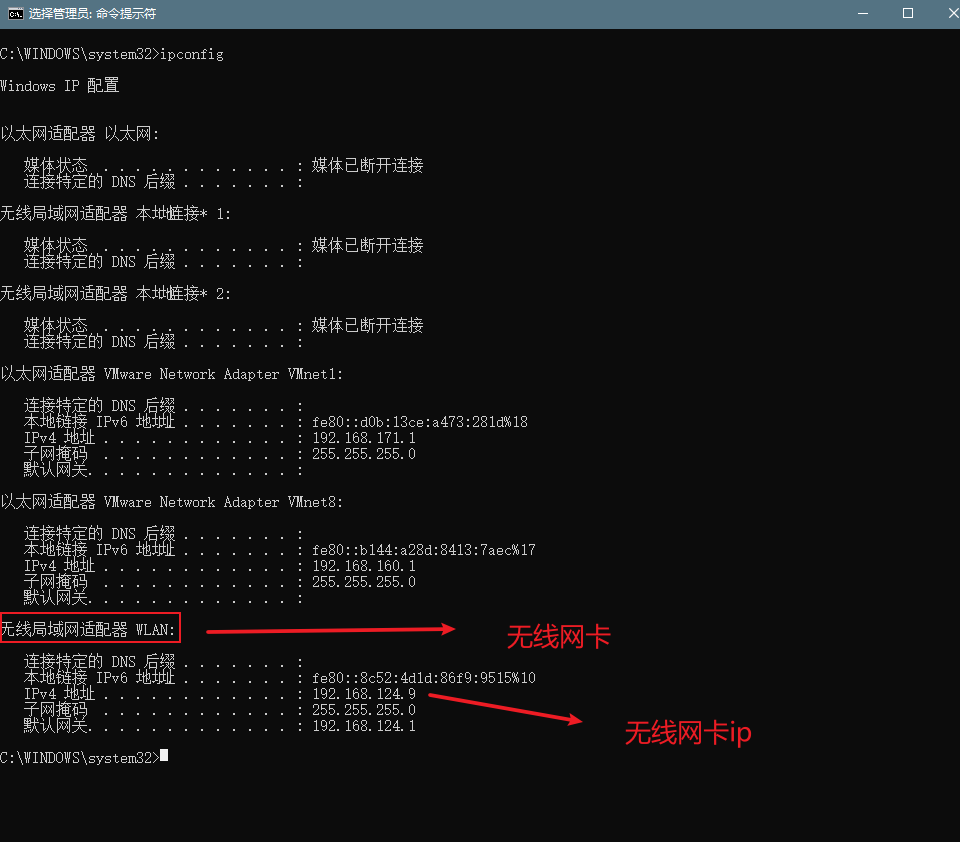 选择管理员: 命令提示符
C:\WINDOWS\system32>ipconfig
Windows IP 配置
以太网适配器 以太网:
媒体状态 . . . . . . . . . . . . : 媒体已断开连接
连接特定的 DNS 后缀 . . . . . . . :
无线局域网适配器 本地连接* 1:
媒体状态 . . . . . . . . . . . . : 媒体已断开连接
连接特定的 DNS 后缀 . . . . . . . :
无线局域网适配器 本地连接* 2:
媒体状态 . . . . . . . . . . . . : 媒体已断开连接
连接特定的 DNS 后缀 . . . . . . . :
以太网适配器 VMware Network Adapter VMnet1:
连接特定的 DNS 后缀 . . . . . . . :
本地链接 IPv6 地址. . . . . . . . : fe80::d0b:13ce:a473:281d%18
IPv4 地址 . . . . . . . . . . . . : 192.168.171.1
子网掩码 . . . . . . . . . . . . : 255.255.255.0
默认网关. . . . . . . . . . . . . :
以太网适配器 VMware Network Adapter VMnet8:
连接特定的 DNS 后缀 . . . . . . . :
本地链接 IPv6 地址. . . . . . . . : fe80::b144:a28d:8413:7aec%17
IPv4 地址 . . . . . . . . . . . . : 192.168.160.1
子网掩码 . . . . . . . . . . . . : 255.255.255.0
默认网关. . . . . . . . . . . . . :
无线局域网适配器 WLAN:
无线网卡
连接特定的 DNS 后缀 . . . . . . . :
本地链接 IPv6 地址. . . . . . . . : fe80::8c52:4d1d:86f9:9515%10
IPv4 地址 . . . . . . . . . . . . : 192.168.124.9
子网掩码 . . . . . . . . . . . . : 255.255.255.0
默认网关. . . . . . . . . . . . . : 192.168.124.1
无线网卡ip
C:\WINDOWS\system32>